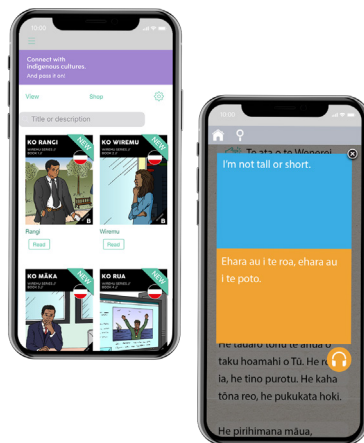 10:00
Connect with
indigenous cultures.
And pass it on!
View Shop
Title or description
KO RANGI
NEW
KO WIREMU
NEW
Rangi
Wiremu
Read
Read
KO MĀKA
NEW
KO RUA
NEW
10:00
Te ata o te Wenerei
I'm not tall or short.
Ehara au i te roa, ehara au
i te poto.
taku hoamahi o Tū. He
ia, he tino purotu. He kaha
tōna reo, he pukukata hoki.
He pirihimana māua,